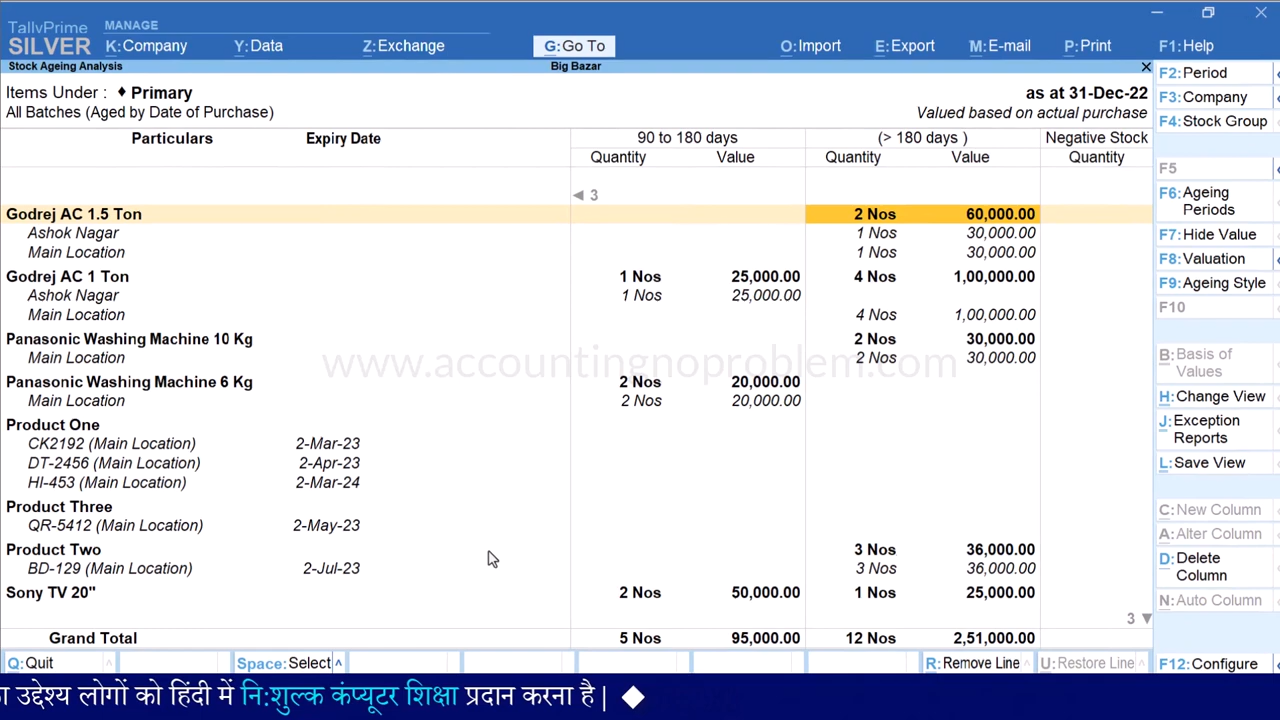 TallyPrime MANAGE
SILVER K:Company Y:Data Z:Exchange G:Go To O:Import E:Export M:E-mail P:Print F1:Help
Stock Ageing Analysis Big Bazar
Items Under : ♦ Primary as at 31-Dec-22
All Batches (Aged by Date of Purchase) Valued based on actual purchase
Particulars Expiry Date 90 to 180 days (> 180 days ) Negative Stock
Quantity Value Quantity Value Quantity
◀ 3
Godrej AC 1.5 Ton 2 Nos 60,000.00
Ashok Nagar 1 Nos 30,000.00
Main Location 1 Nos 30,000.00
Godrej AC 1 Ton 1 Nos 25,000.00 4 Nos 1,00,000.00
Ashok Nagar 1 Nos 25,000.00
Main Location 4 Nos 1,00,000.00
Panasonic Washing Machine 10 Kg 2 Nos 30,000.00
Main Location 2 Nos 30,000.00
www.accountingnoproblem.com
Panasonic Washing Machine 6 Kg 2 Nos 20,000.00
Main Location 2 Nos 20,000.00
Product One
CK2192 (Main Location) 2-Mar-23
DT-2456 (Main Location) 2-Apr-23
HI-453 (Main Location) 2-Mar-24
Product Three
QR-5412 (Main Location) 2-May-23
Product Two 3 Nos 36,000.00
BD-129 (Main Location) 2-Jul-23 3 Nos 36,000.00
Sony TV 20" 2 Nos 50,000.00 1 Nos 25,000.00
3 ▼
Grand Total 5 Nos 95,000.00 12 Nos 2,51,000.00
F2:Period
F3:Company
F4:Stock Group
F5
F6:Ageing
Periods
F7:Hide Value
F8:Valuation
F9:Ageing Style
F10
B:Basis of
Values
H:Change View
J:Exception
Reports
L:Save View
C:New Column
A:Alter Column
D:Delete
Column
N:Auto Column
Q:Quit Space:Select R:Remove Line U:Restore Line F12:Configure
उद्देश्य लोगों को हिंदी में नि:शुल्क कंप्यूटर शिक्षा प्रदान करना है | ◆